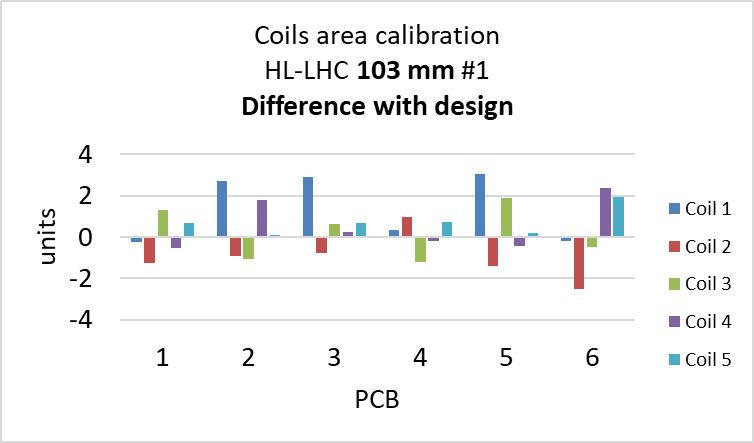 Coils area calibration
HL-LHC 103 mm #1
Difference with design
4
2
0
-2
-4
units
1 2 3 4 5 6
PCB
Coil 1
Coil 2
Coil 3
Coil 4
Coil 5